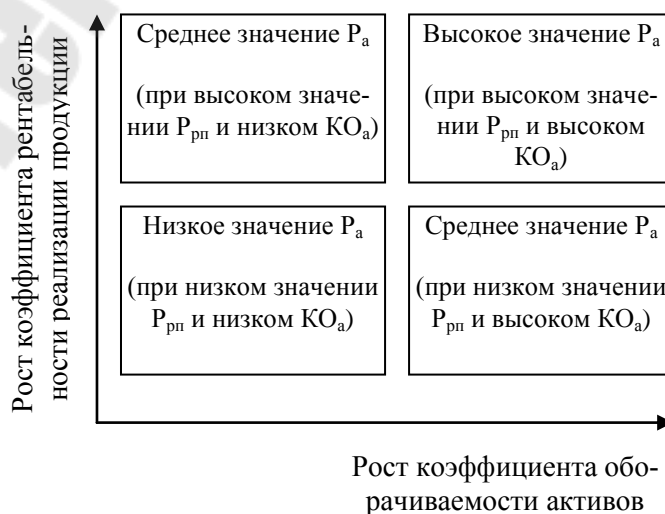 Рост коэффициента рентабель-
ности реализации продукции
Среднее значение Pа
(при высоком значе-
нии Pрп и низком КОа)
Высокое значение Pа
(при высоком значе-
нии Pрп и высоком
КОа)
Низкое значение Pа
(при низком значении
Pрп и низком КОа)
Среднее значение Pа
(при низком значении
Pрп и высоком КОа)
Рост коэффициента обо-
рачиваемости активов